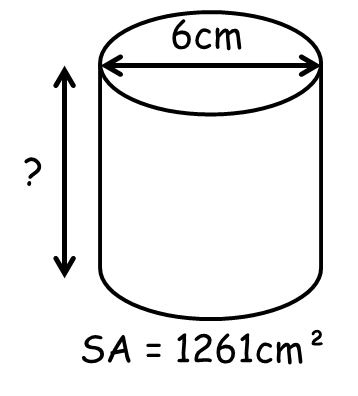 6cm
?
SA = 1261cm²